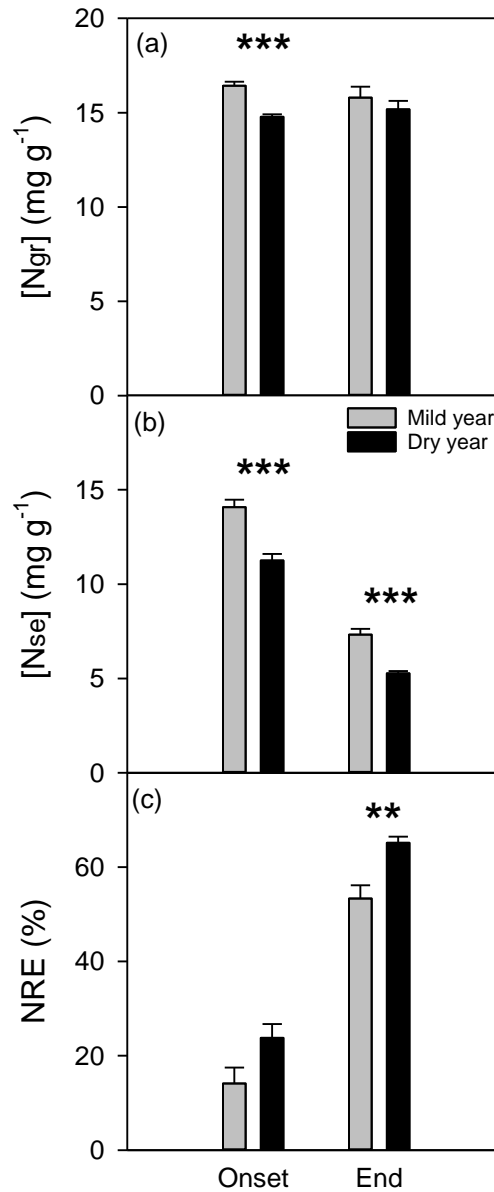 20
(a)
***
15
10
5
0
[Ngr] (mg g-1)
(b)
Mild year
Dry year
***
***
15
10
5
0
[Nse] (mg g-1)
(c)
**
60
40
20
0
NRE (%)
Onset End